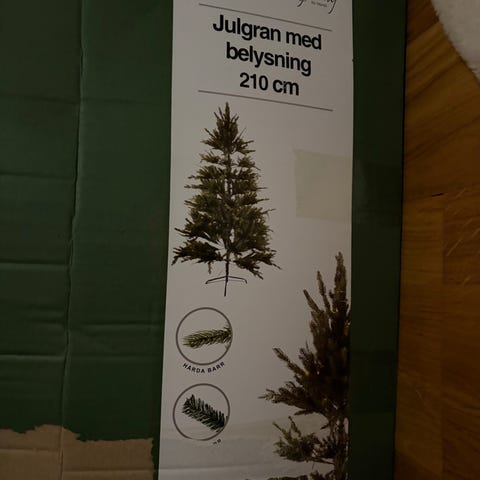 Julgran med
belysning
210 cm
HÅRDA BARR